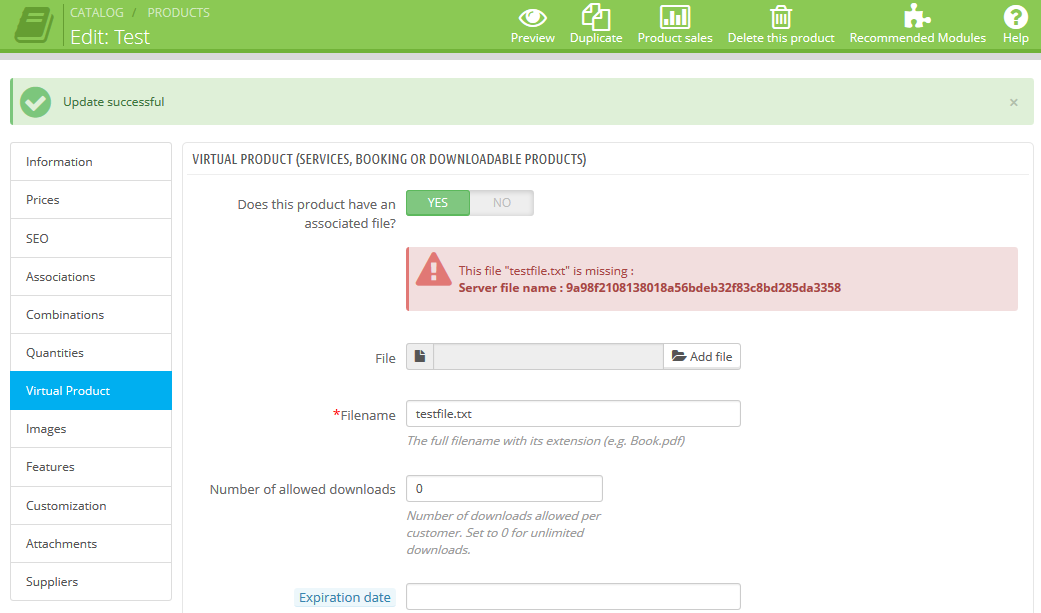 CATALOG / PRODUCTS
Edit: Test
Preview
Duplicate
Product sales
Delete this product
Recommended Modules
Help
Update successful
×
Information
Prices
SEO
Associations
Combinations
Quantities
Virtual Product
Images
Features
Customization
Attachments
Suppliers
VIRTUAL PRODUCT (SERVICES, BOOKING OR DOWNLOADABLE PRODUCTS)
Does this product have an
associated file?
YES NO
This file "testfile.txt" is missing :
Server file name : 9a98f2108138018a56bdeb32f83c8bd285da3358
File
Add file
*Filename
testfile.txt
The full filename with its extension (e.g. Book.pdf)
Number of allowed downloads
0
Number of downloads allowed per
customer. Set to 0 for unlimited
downloads.
Expiration date